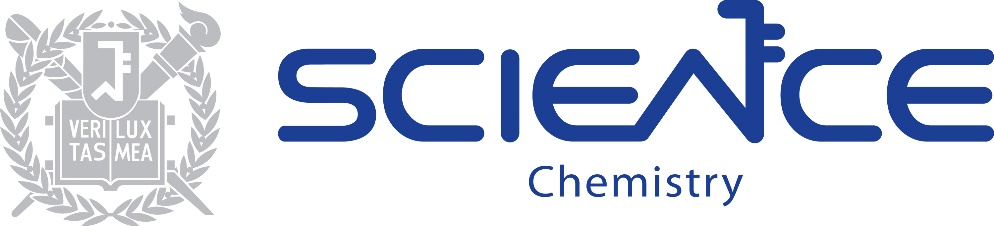 VERI LUX
TAS MEA
SCIENCE
Chemistry